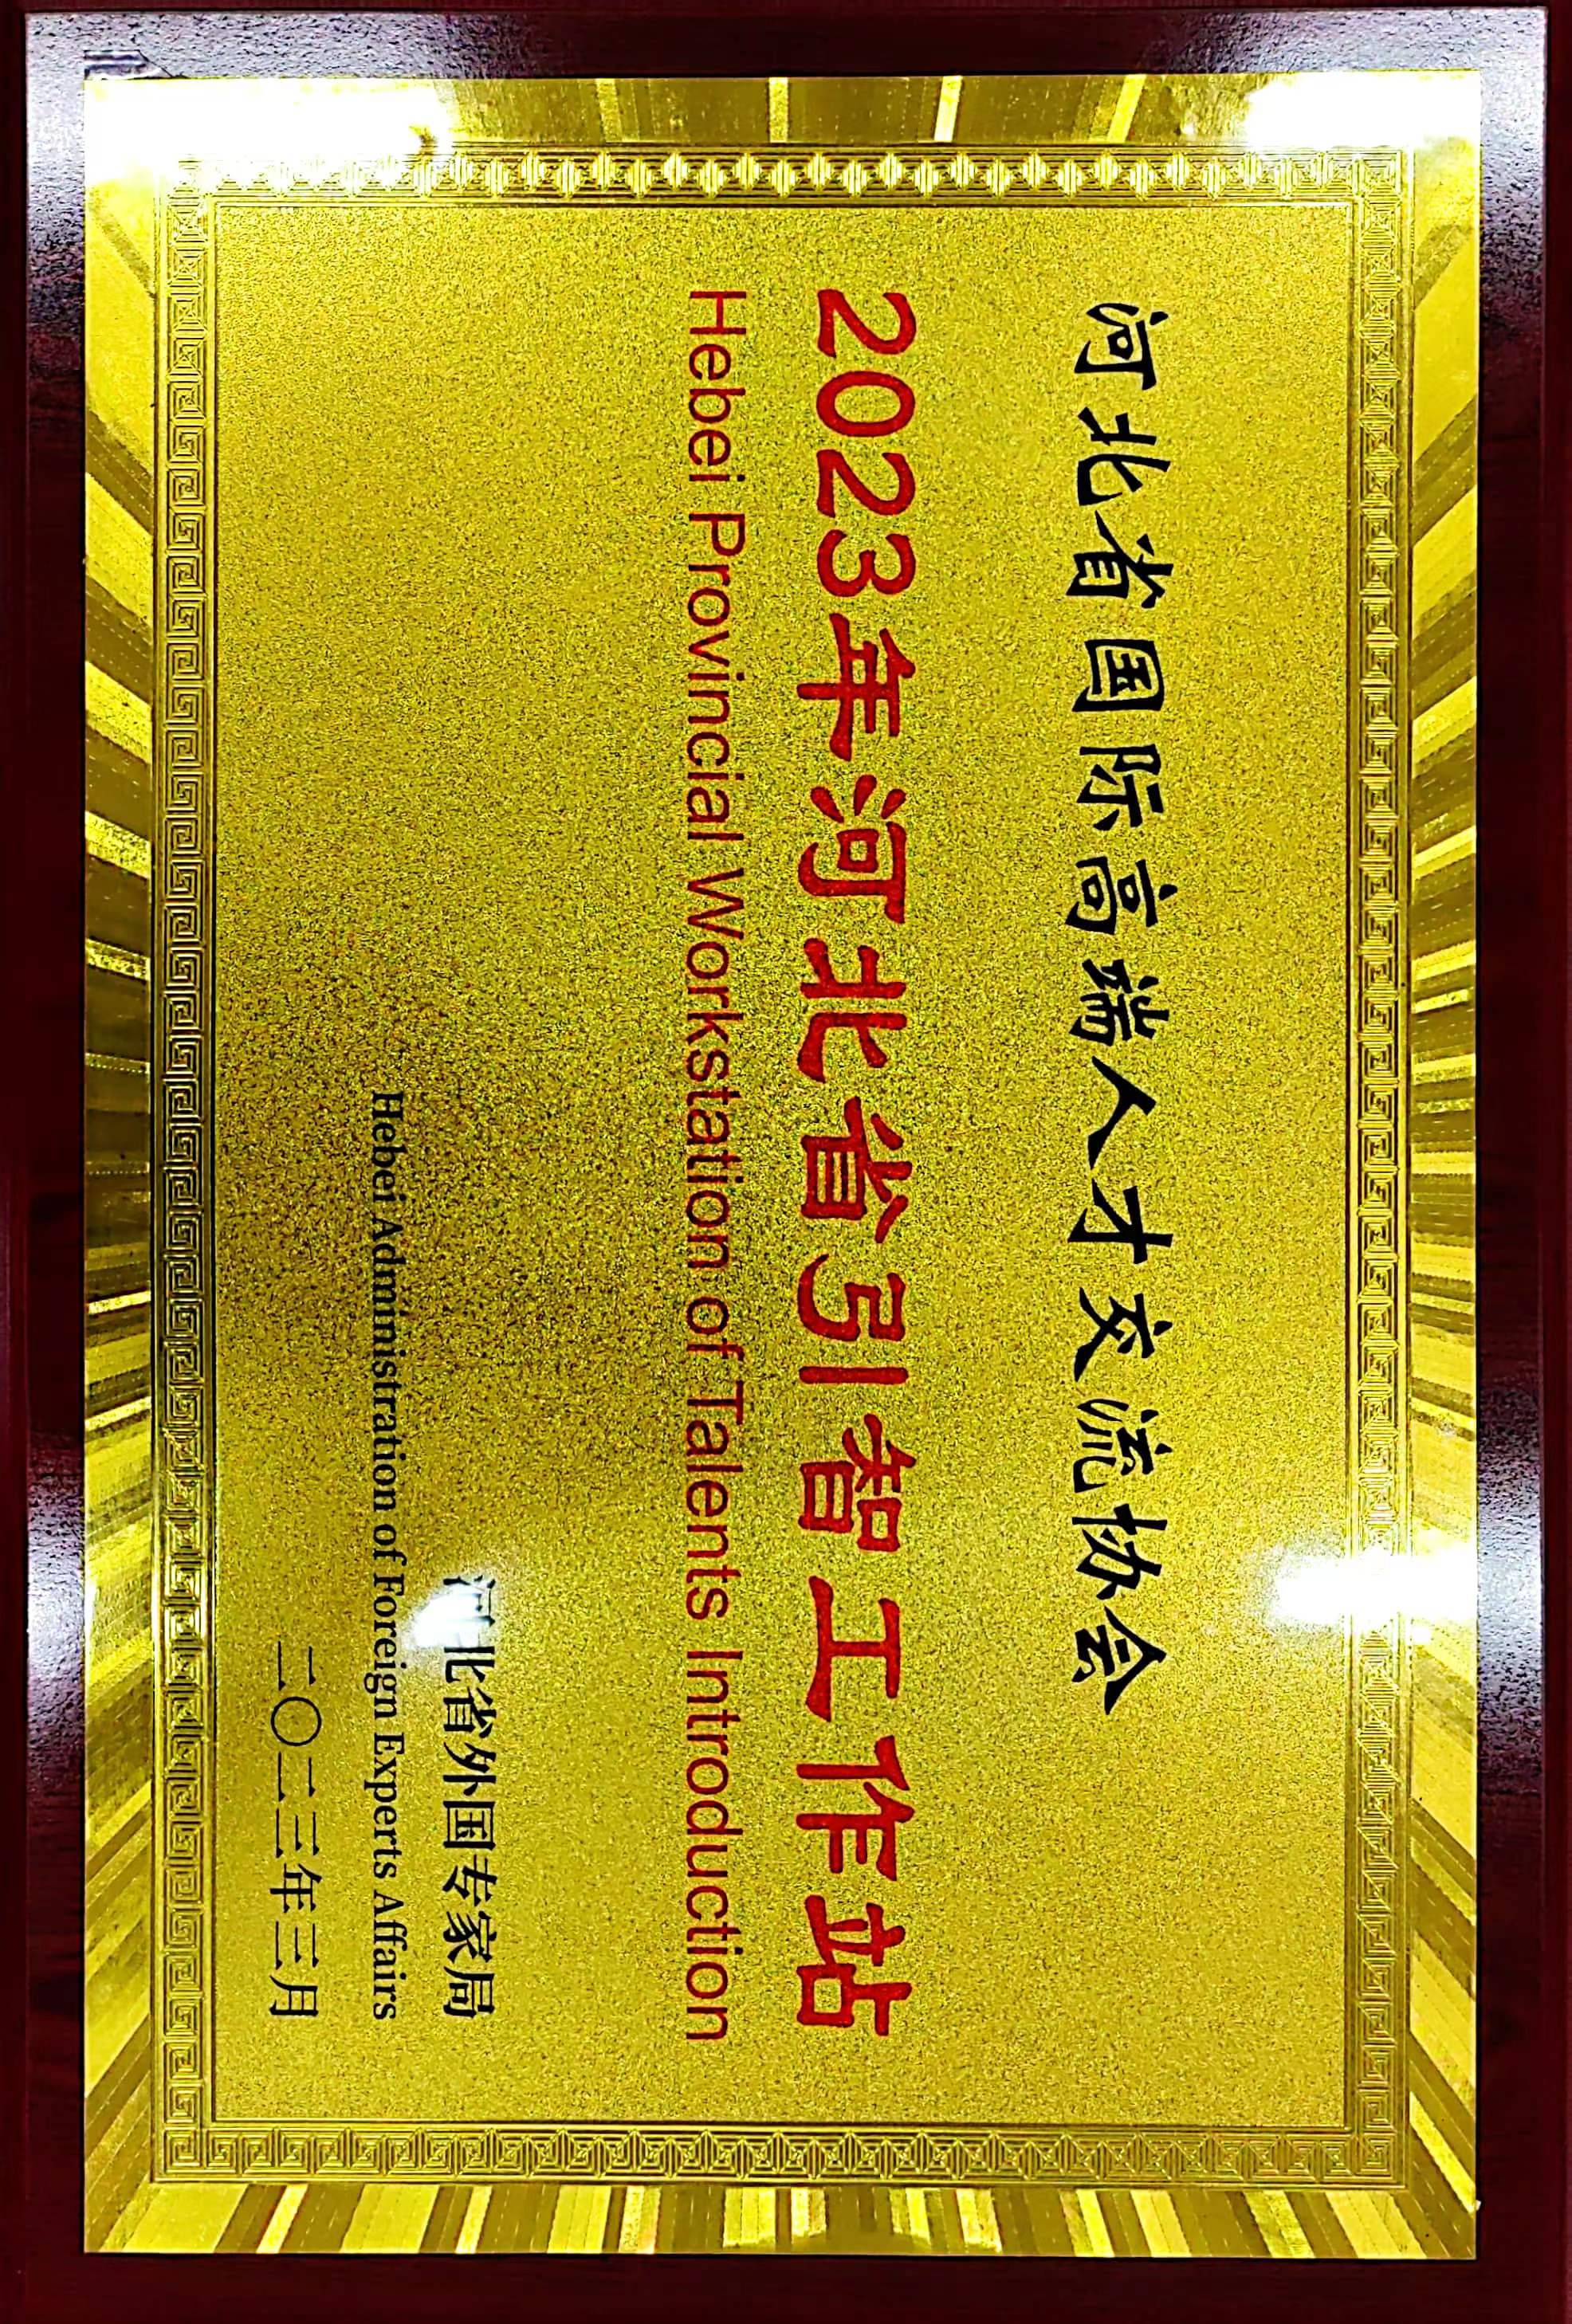 河北省国际高端人才交流协会
2023年河北省引智工作站
Hebei Provincial Workstation of Talents Introduction
河北省外国专家局
Hebei Administration of Foreign Experts Affairs
二〇二三年三月